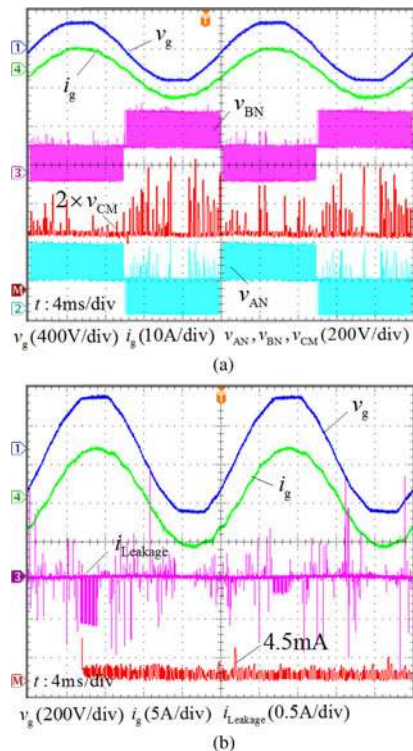 T
1
v_g
4
i_g
v_BN
3
2×v_CM
M
v_AN
2
t : 4ms/div
v_g(400V/div) i_g(10A/div) v_AN,v_BN,v_CM(200V/div)
(a)
T
1
v_g
4
i_g
i_Leakage
3
4.5mA
M
t : 4ms/div
v_g(200V/div) i_g(5A/div) i_Leakage(0.5A/div)
(b)